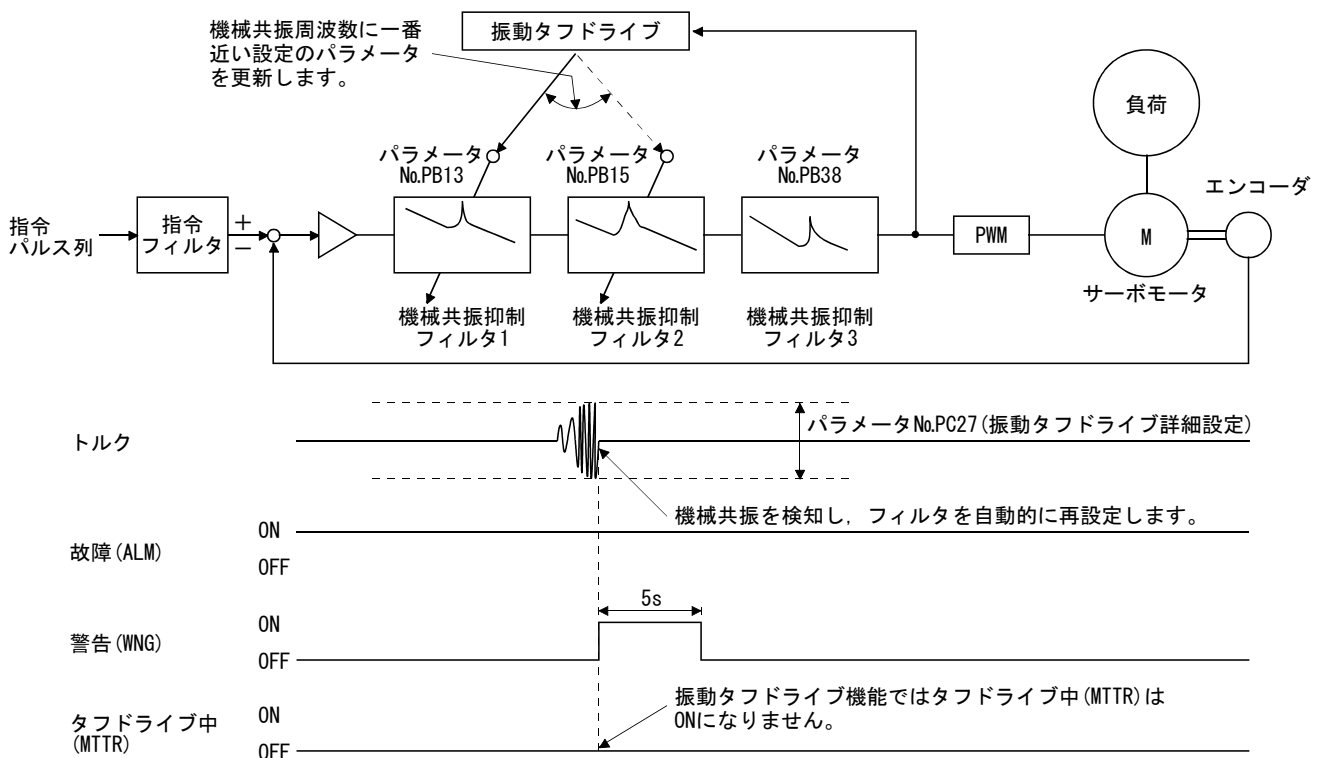 機械共振周波数に一番
近い設定のパラメータ
を更新します。
振動タフドライブ
負荷
パラメータ
No.PB13
パラメータ
No.PB15
パラメータ
No.PB38
エンコーダ
指令
パルス列
指令
フィルタ
+
−
PWM
M
サーボモータ
機械共振抑制
フィルタ1
機械共振抑制
フィルタ2
機械共振抑制
フィルタ3
トルク
パラメータNo.PC27(振動タフドライブ詳細設定)
機械共振を検知し，フィルタを自動的に再設定します。
故障(ALM)
ON
OFF
5s
警告(WNG)
ON
OFF
振動タフドライブ機能ではタフドライブ中(MTTR)は
ONになりません。
タフドライブ中
(MTTR)
ON
OFF